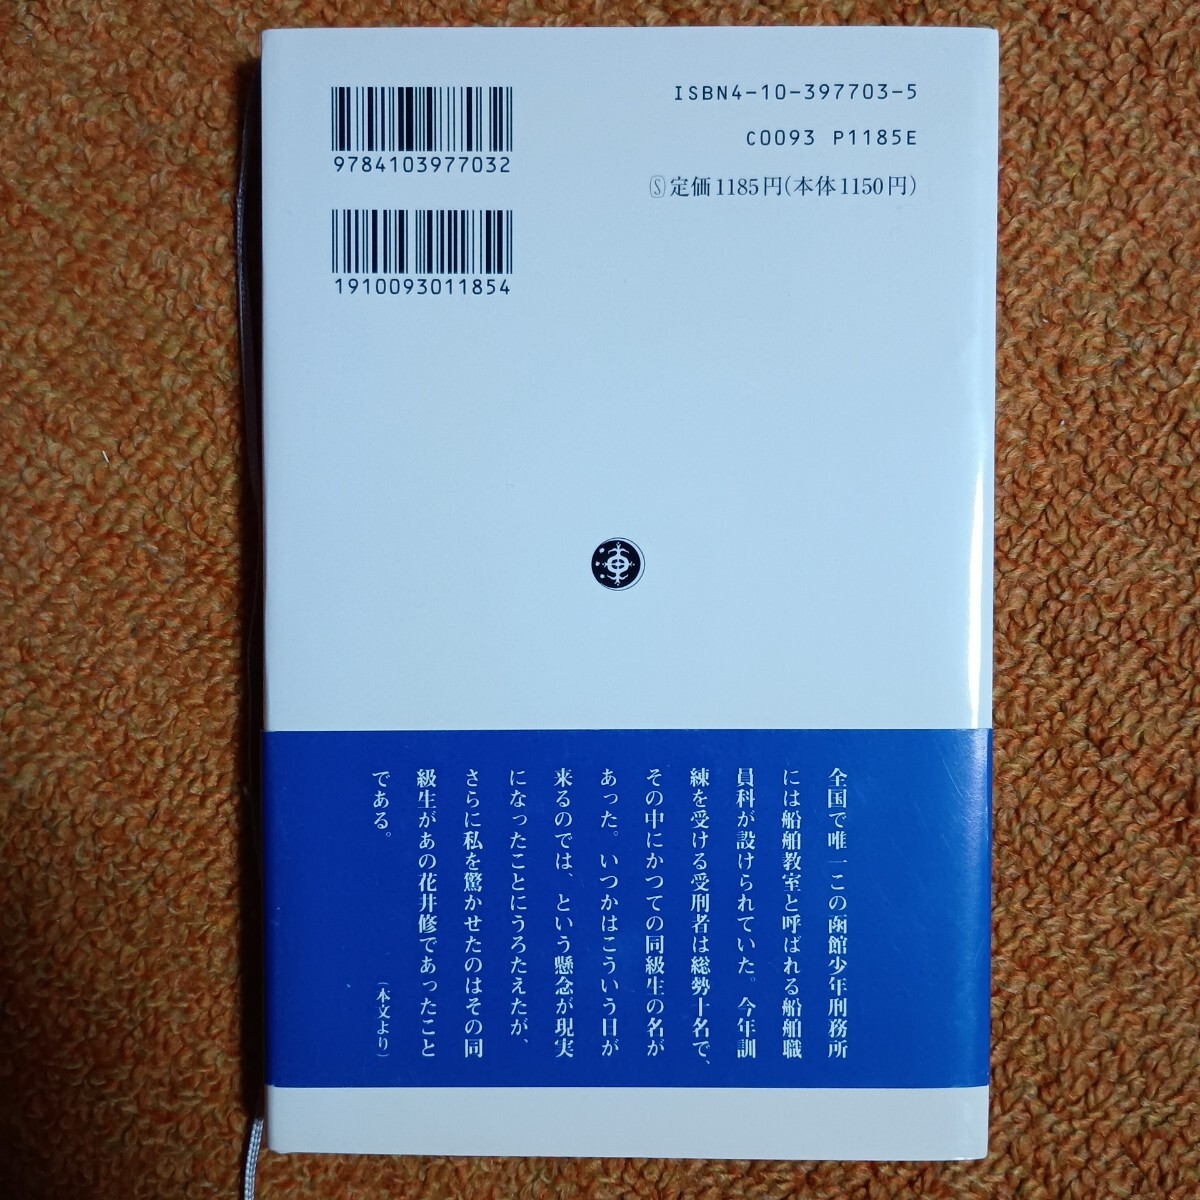 ISBN4-10-397703-5
C0093 P1185E
Ⓢ定価1185円(本体1150円)
9784103977032
1910093011854
全国で唯一この函館少年刑務所
には船舶教室と呼ばれる船舶職
員科が設けられていた。今年訓
練を受ける受刑者は総勢十名で、
その中にかつての同級生の名が
あった。いつかはこういう日が
来るのでは、という懸念が現実
になったことにうろたえたが、
さらに私を驚かせたのはその同
級生があの花井修であったこと
である。
(本文より)